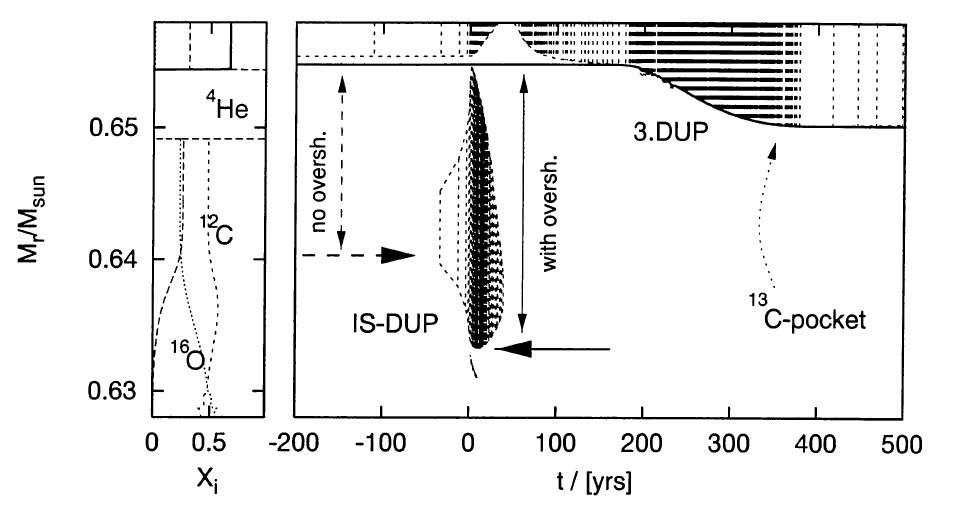 M_r/M_sun
0.65
0.64
0.63
⁴He
¹²C
¹⁶O
0 0.5
X_i
no oversh.
with oversh.
IS-DUP
3.DUP
¹³C-pocket
-200 -100 0 100 200 300 400 500
t / [yrs]